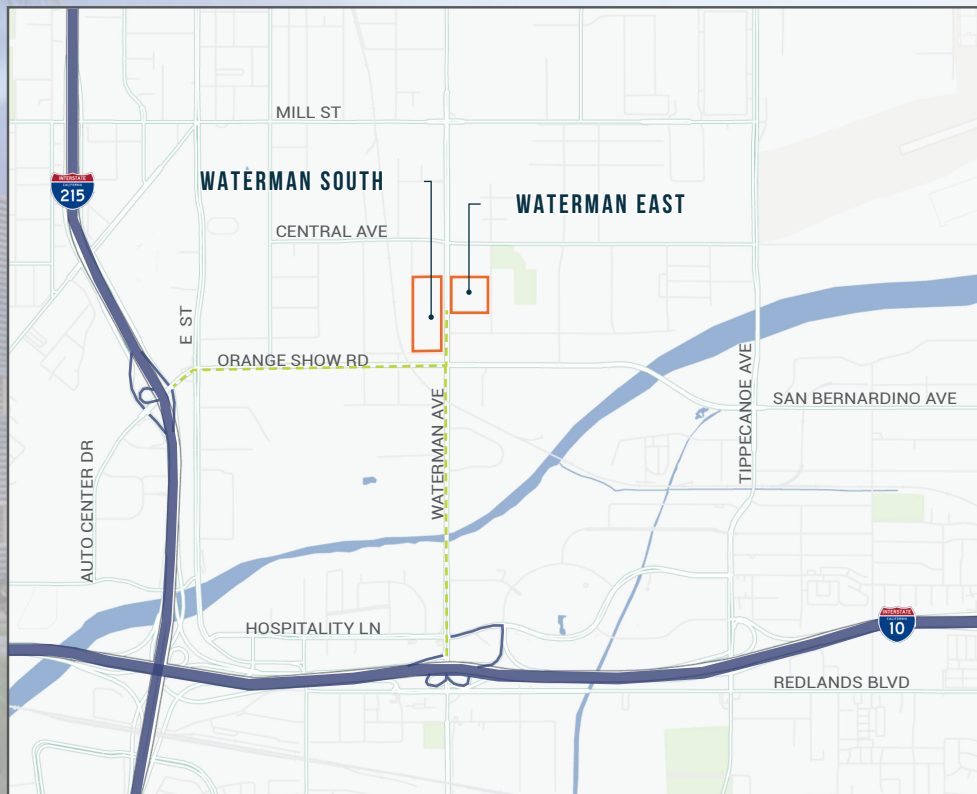 MILL ST
INTERSTATE
CALIFORNIA
215
WATERMAN SOUTH
WATERMAN EAST
CENTRAL AVE
E ST
ORANGE SHOW RD
TIPPECANOE AVE
WATERMAN AVE
SAN BERNARDINO AVE
AUTO CENTER DR
INTERSTATE
CALIFORNIA
10
HOSPITALITY LN
REDLANDS BLVD